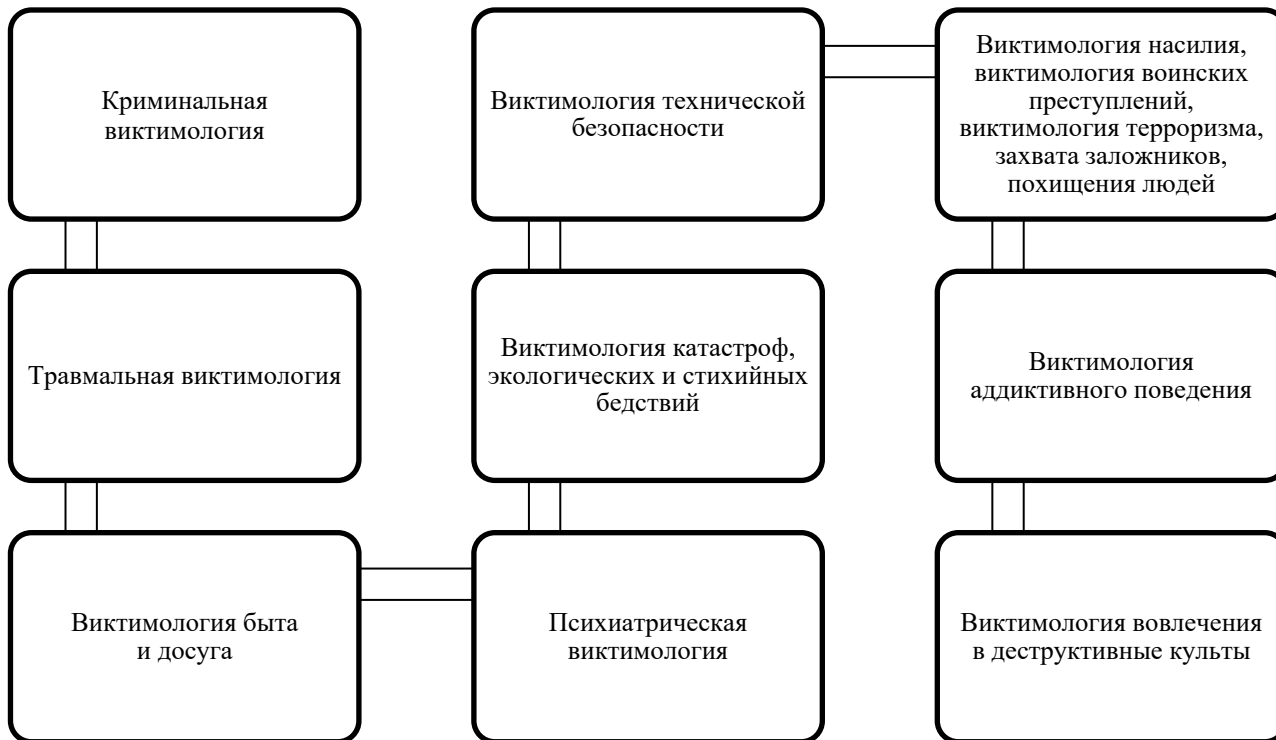 Криминальная
виктимология
Травмальная виктимология
Виктимология быта
и досуга
Психиатрическая
виктимология
Виктимология катастроф,
экологических и стихийных
бедствий
Виктимология технической
безопасности
Виктимология насилия,
виктимология воинских
преступлений,
виктимология терроризма,
захвата заложников,
похищения людей
Виктимология
аддиктивного поведения
Виктимология вовлечения
в деструктивные культы